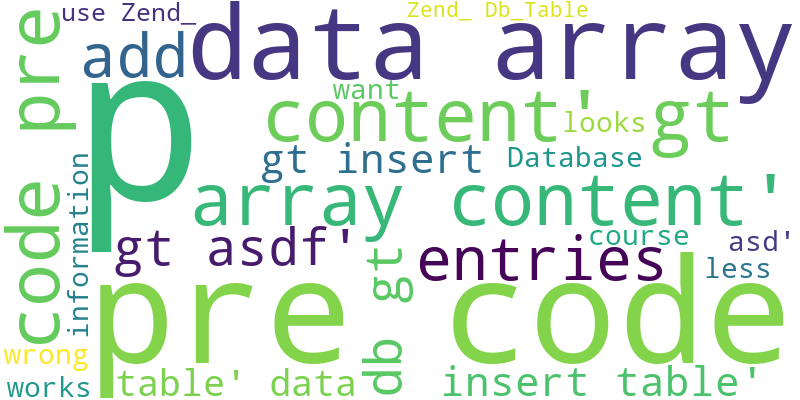 use Zend_
Zend_ Db_Table
data array
add
code pre
p
want
content'
gt
looks
gt insert
Database
information
array content'
gt asdf'
entries
course
asd'
db gt
less
pre code
wrong
works
table' data
insert table'